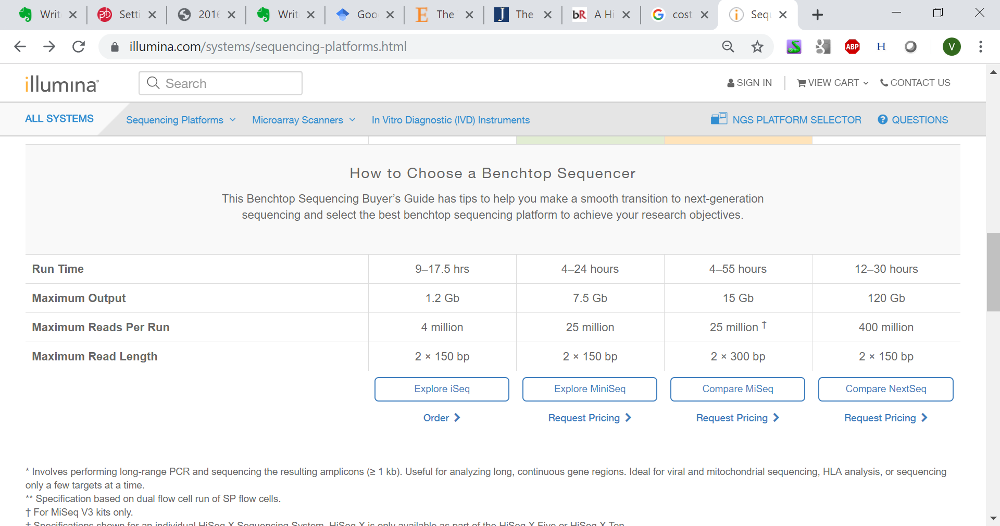 Writ
Setti
2016
Writ
Goo
The
The
A Hi
cost
Sequ
illumina.com/systems/sequencing-platforms.html
ABP
H
V
illumina®
Search
SIGN IN
VIEW CART
CONTACT US
ALL SYSTEMS
Sequencing Platforms
Microarray Scanners
In Vitro Diagnostic (IVD) Instruments
NGS PLATFORM SELECTOR
QUESTIONS
How to Choose a Benchtop Sequencer
This Benchtop Sequencing Buyer’s Guide has tips to help you make a smooth transition to next-generation
sequencing and select the best benchtop sequencing platform to achieve your research objectives.
Run Time 9–17.5 hrs 4–24 hours 4–55 hours 12–30 hours
Maximum Output 1.2 Gb 7.5 Gb 15 Gb 120 Gb
Maximum Reads Per Run 4 million 25 million 25 million † 400 million
Maximum Read Length 2 × 150 bp 2 × 150 bp 2 × 300 bp 2 × 150 bp
Explore iSeq Explore MiniSeq Compare MiSeq Compare NextSeq
Order Request Pricing Request Pricing Request Pricing
* Involves performing long-range PCR and sequencing the resulting amplicons (≥ 1 kb). Useful for analyzing long, continuous gene regions. Ideal for viral and mitochondrial sequencing, HLA analysis, or sequencing
only a few targets at a time.
** Specification based on dual flow cell run of SP flow cells.
† For MiSeq V3 kits only.
‡ Specifications shown for an individual HiSeq X Sequencing System. HiSeq X is only available as part of the HiSeq X Five or HiSeq X Ten.